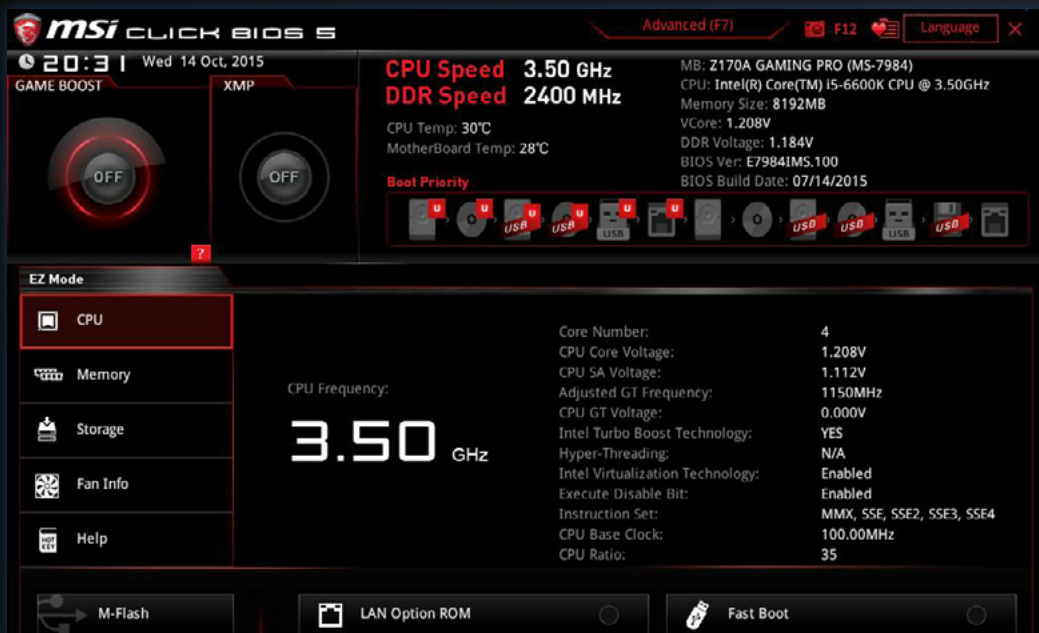 msi CLICK BIOS 5
Advanced (F7)
F12
Language
20:31 Wed 14 Oct, 2015
GAME BOOST
XMP
OFF
OFF
?
CPU Speed 3.50 GHz
DDR Speed 2400 MHz
CPU Temp: 30°C
MotherBoard Temp: 28°C
MB: Z170A GAMING PRO (MS-7984)
CPU: Intel(R) Core(TM) i5-6600K CPU @ 3.50GHz
Memory Size: 8192MB
VCore: 1.208V
DDR Voltage: 1.184V
BIOS Ver: E7984IMS.100
BIOS Build Date: 07/14/2015
Boot Priority
U U USB U USB U USB U U USB USB USB USB
EZ Mode
CPU
Memory
Storage
Fan Info
HOT KEY Help
CPU Frequency:
3.50 GHz
Core Number: 4
CPU Core Voltage: 1.208V
CPU SA Voltage: 1.112V
Adjusted GT Frequency: 1150MHz
CPU GT Voltage: 0.000V
Intel Turbo Boost Technology: YES
Hyper-Threading: N/A
Intel Virtualization Technology: Enabled
Execute Disable Bit: Enabled
Instruction Set: MMX, SSE, SSE2, SSE3, SSE4
CPU Base Clock: 100.00MHz
CPU Ratio: 35
M-Flash
LAN Option ROM
Fast Boot